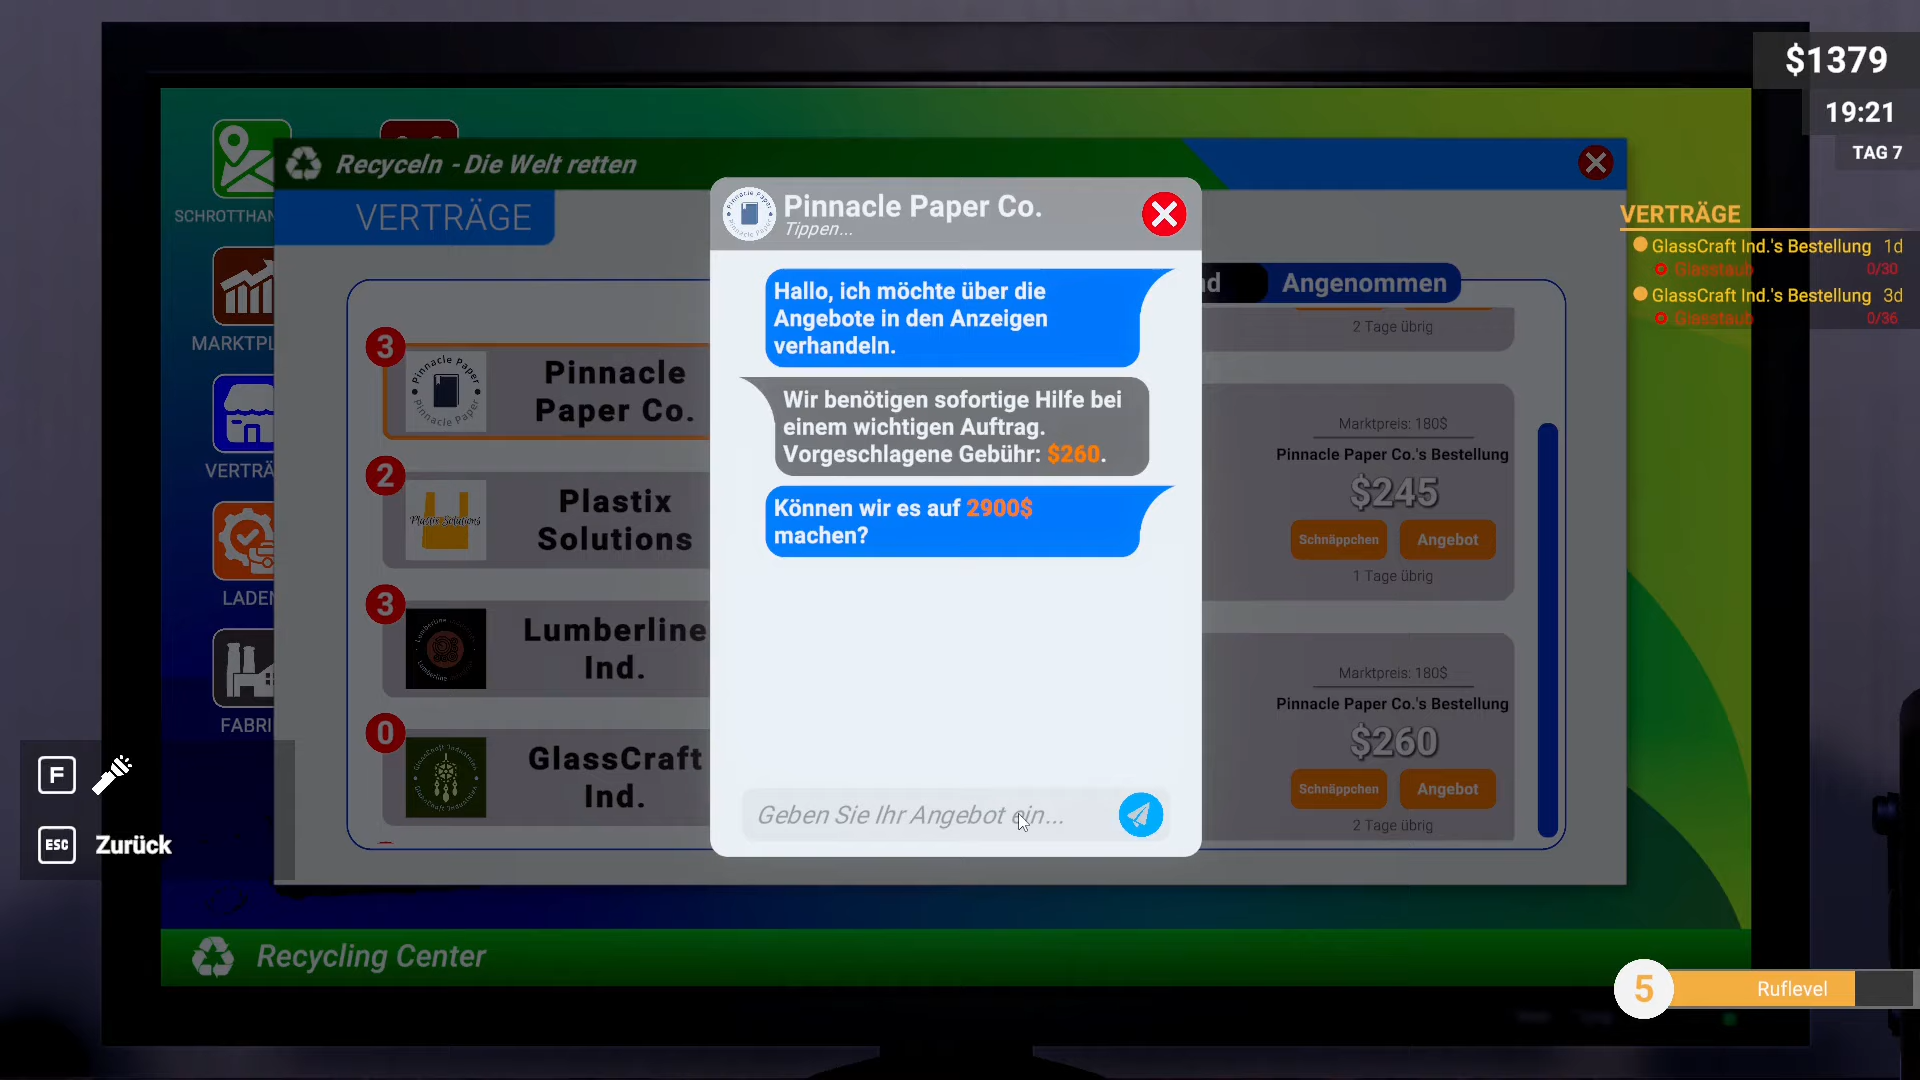 $1379
19:21
TAG 7
VERTRÄGE
GlassCraft Ind.'s Bestellung 1d
Glasstaub 0/30
GlassCraft Ind.'s Bestellung 3d
Glasstaub 0/36
Recyceln - Die Welt retten
VERTRÄGE
SCHROTTHAN
MARKTPL
VERTRÄ
LADEN
FABRI
Angenommen
2 Tage übrig
3
Pinnacle
Paper Co.
2
Plastix
Solutions
Plastix Solutions
3
Lumberline
Ind.
0
GlassCraft
Ind.
Pinnacle Paper Co.
Tippen...
Hallo, ich möchte über die
Angebote in den Anzeigen
verhandeln.
Wir benötigen sofortige Hilfe bei
einem wichtigen Auftrag.
Vorgeschlagene Gebühr: $260.
Können wir es auf 2900$
machen?
Geben Sie Ihr Angebot ein...
Marktpreis: 180$
Pinnacle Paper Co.'s Bestellung
$245
Schnäppchen Angebot
1 Tage übrig
Marktpreis: 180$
Pinnacle Paper Co.'s Bestellung
$260
Schnäppchen Angebot
2 Tage übrig
F
ESC Zurück
Recycling Center
5 Ruflevel